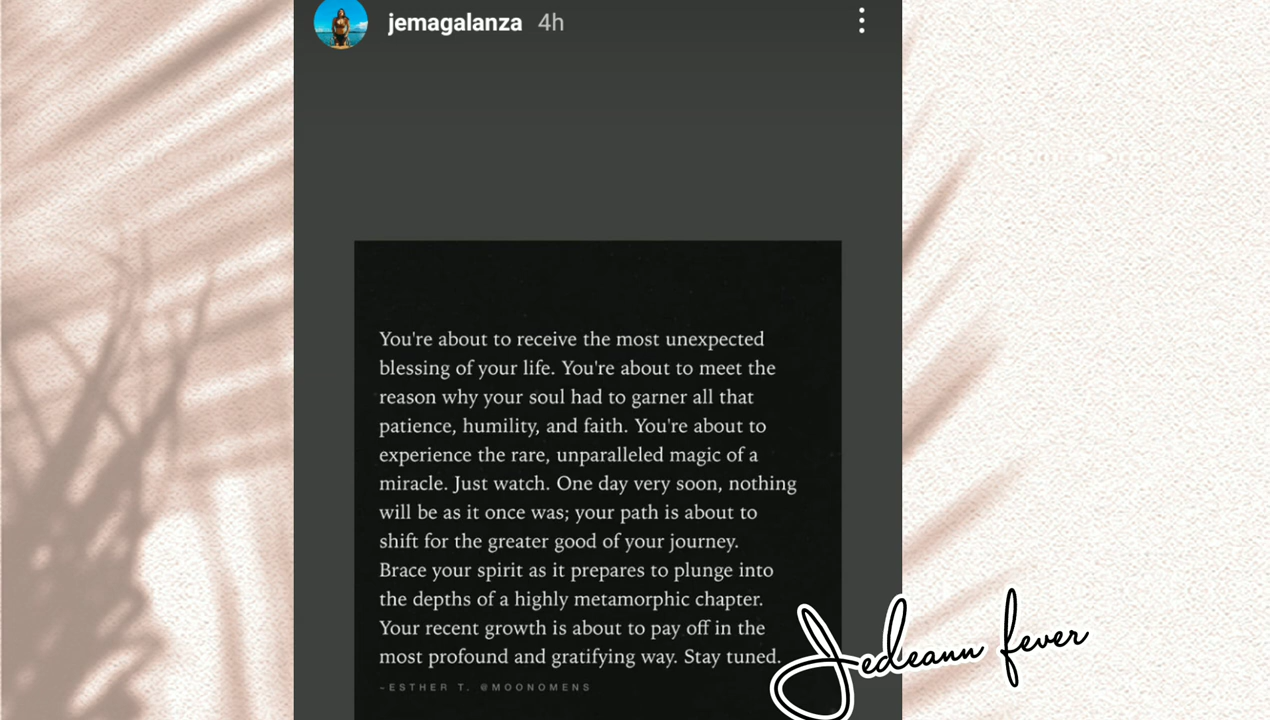 jemagalanza 4h
You're about to receive the most unexpected
blessing of your life. You're about to meet the
reason why your soul had to garner all that
patience, humility, and faith. You're about to
experience the rare, unparalleled magic of a
miracle. Just watch. One day very soon, nothing
will be as it once was; your path is about to
shift for the greater good of your journey.
Brace your spirit as it prepares to plunge into
the depths of a highly metamorphic chapter.
Your recent growth is about to pay off in the
most profound and gratifying way. Stay tuned.
-ESTHER T. @MOONOMENS
Jedeann fever